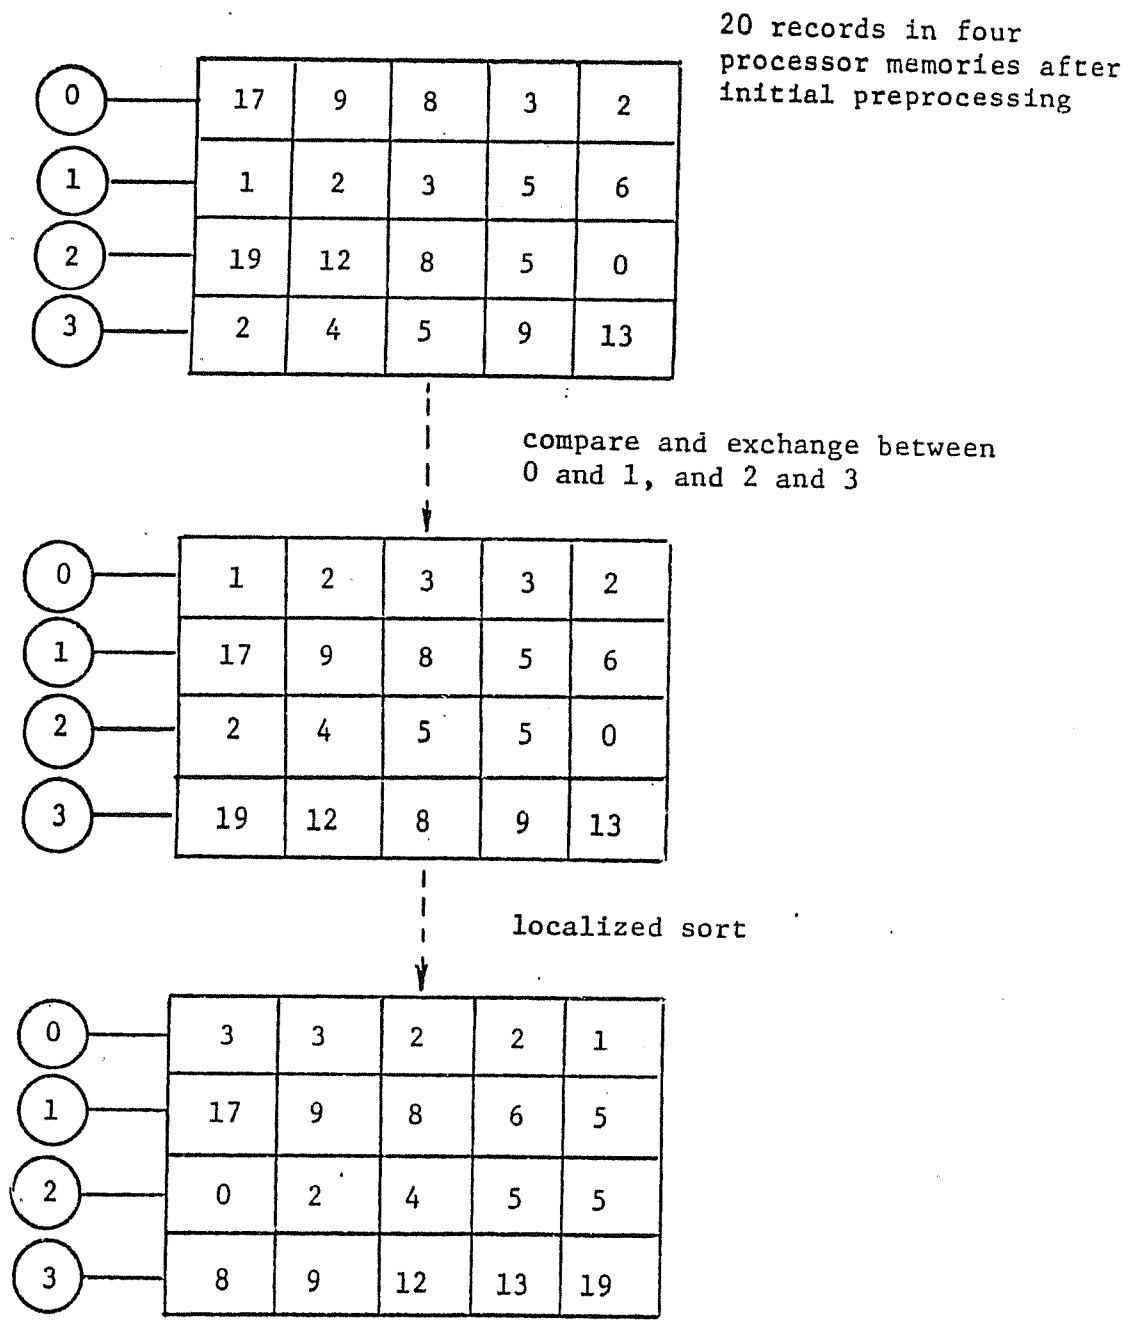 20 records in four
processor memories after
initial preprocessing
0 17 9 8 3 2
1 1 2 3 5 6
2 19 12 8 5 0
3 2 4 5 9 13
compare and exchange between
0 and 1, and 2 and 3
0 1 2 3 3 2
1 17 9 8 5 6
2 2 4 5 5 0
3 19 12 8 9 13
localized sort
0 3 3 2 2 1
1 17 9 8 6 5
2 0 2 4 5 5
3 8 9 12 13 19